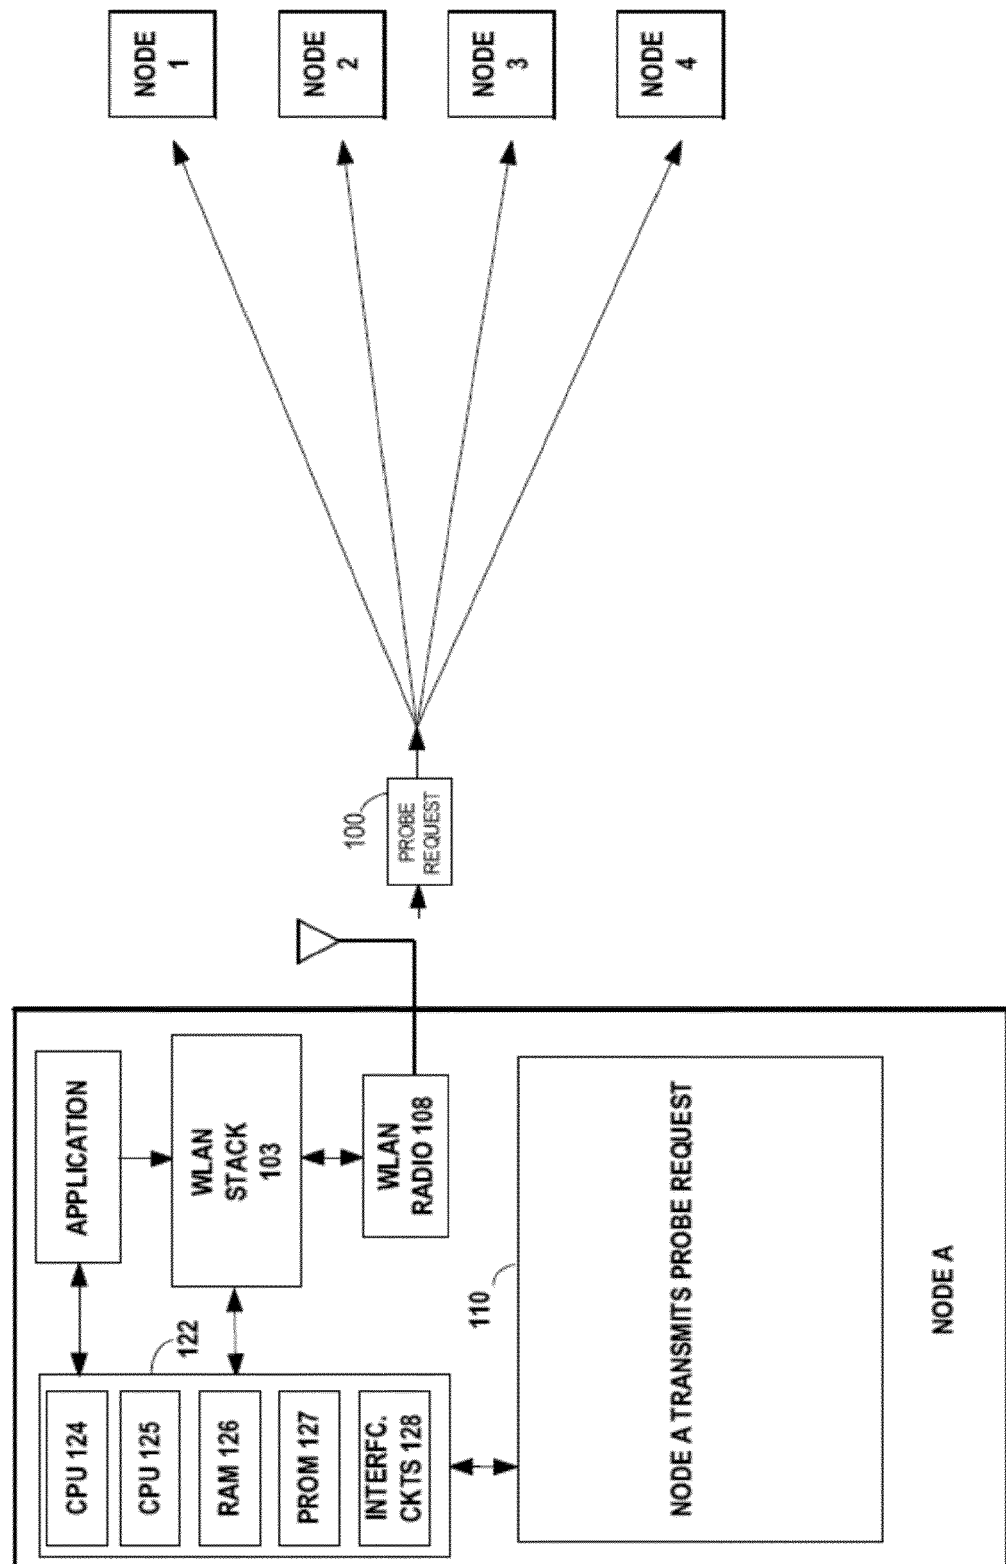 CPU 124
CPU 125
RAM 126
PROM 127
INTERFC.
CKTS 128
122
APPLICATION
WLAN
STACK
103
WLAN
RADIO 108
110
NODE A TRANSMITS PROBE REQUEST
NODE A
100
PROBE
REQUEST
NODE
1
NODE
2
NODE
3
NODE
4